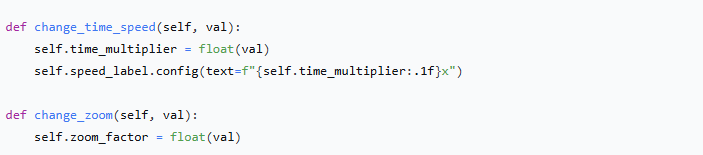 def change_time_speed(self, val):
    self.time_multiplier = float(val)
    self.speed_label.config(text=f"{self.time_multiplier:.1f}x")
def change_zoom(self, val):
    self.zoom_factor = float(val)